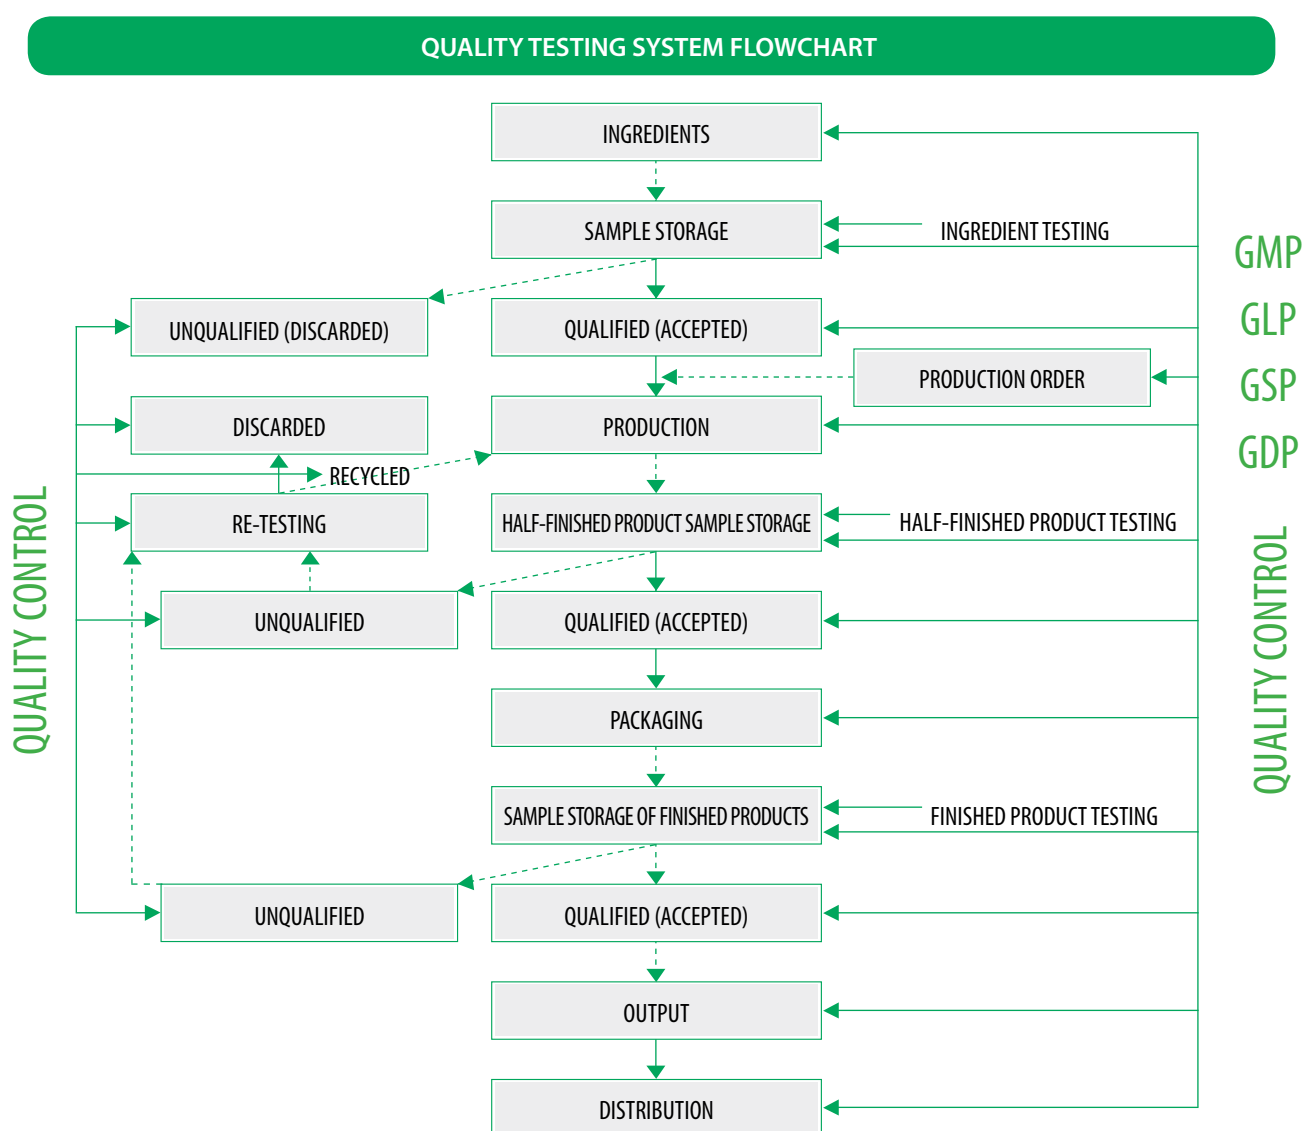 QUALITY TESTING SYSTEM FLOWCHART
INGREDIENTS
SAMPLE STORAGE
INGREDIENT TESTING
GMP
UNQUALIFIED (DISCARDED)
QUALIFIED (ACCEPTED)
GLP
PRODUCTION ORDER
GSP
DISCARDED
PRODUCTION
GDP
RECYCLED
RE-TESTING
HALF-FINISHED PRODUCT SAMPLE STORAGE
HALF-FINISHED PRODUCT TESTING
QUALITY CONTROL
UNQUALIFIED
QUALIFIED (ACCEPTED)
QUALITY CONTROL
PACKAGING
SAMPLE STORAGE OF FINISHED PRODUCTS
FINISHED PRODUCT TESTING
UNQUALIFIED
QUALIFIED (ACCEPTED)
OUTPUT
DISTRIBUTION